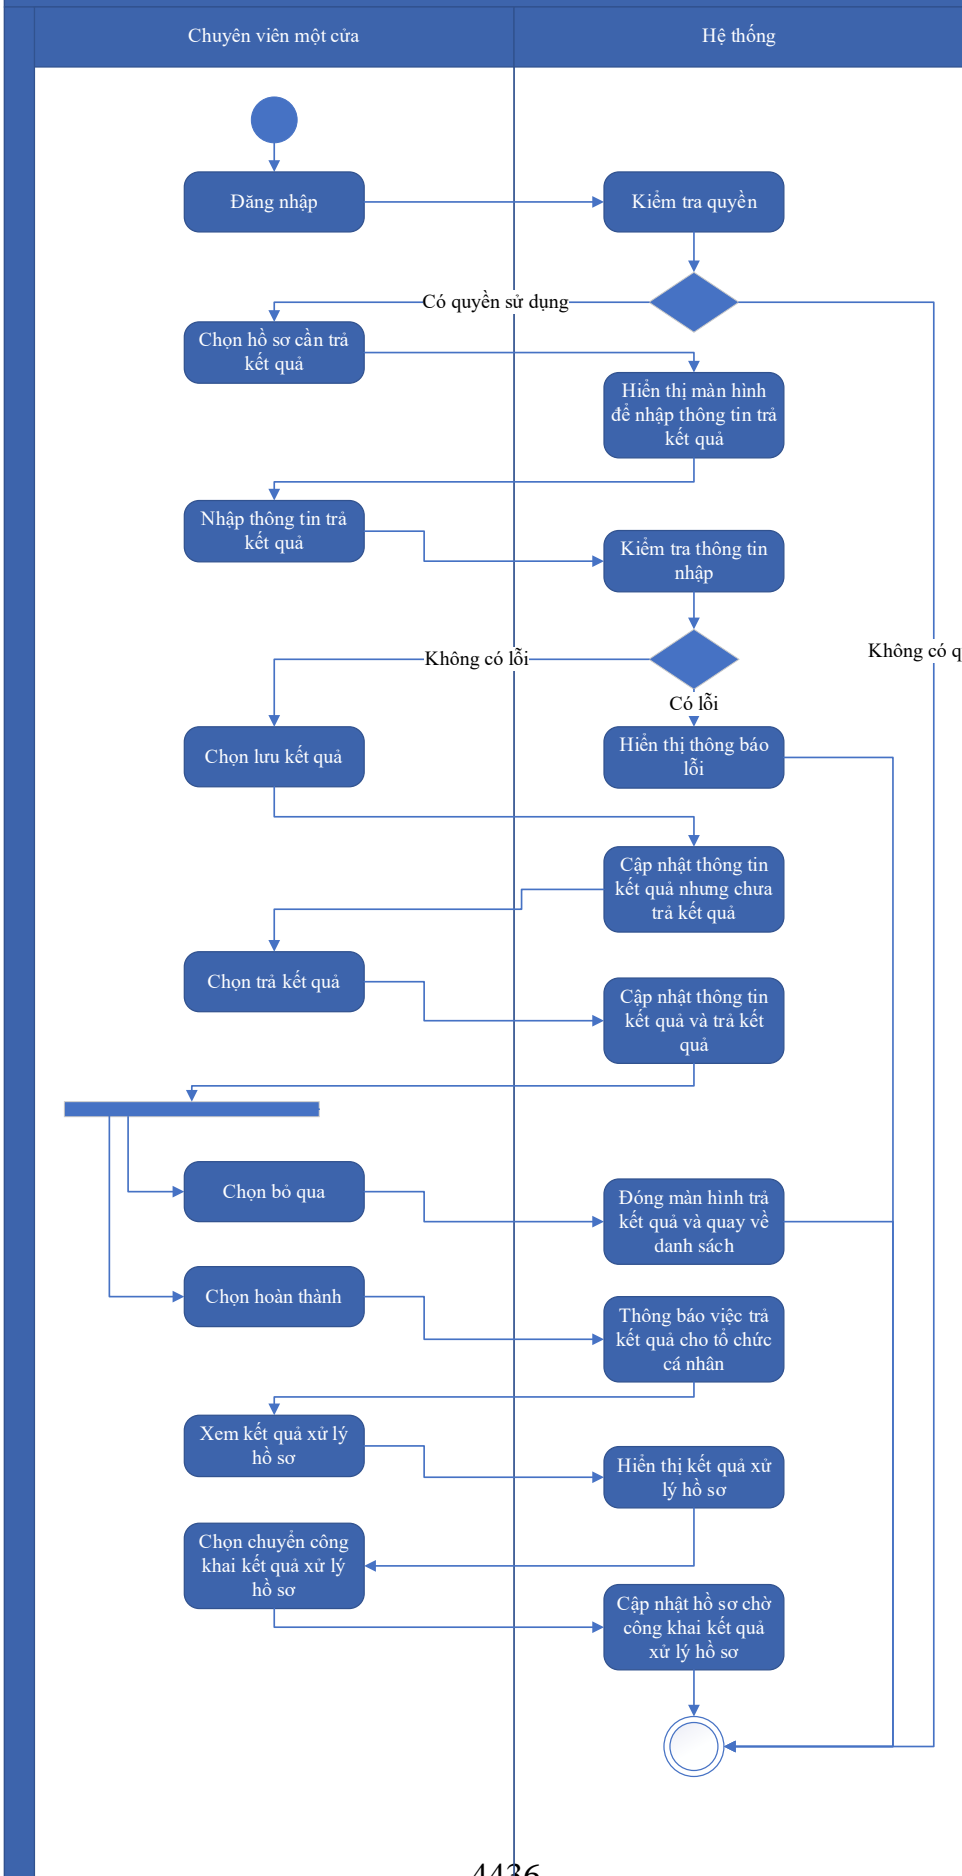 Chuyên viên một cửa
Hệ thống
Đăng nhập
Kiểm tra quyền
Có quyền sử dụng
Chọn hồ sơ cần trả
kết quả
Hiển thị màn hình
để nhập thông tin trả
kết quả
Nhập thông tin trả
kết quả
Kiểm tra thông tin
nhập
Không có q
Không có lỗi
Có lỗi
Chọn lưu kết quả
Hiển thị thông báo
lỗi
Cập nhật thông tin
kết quả nhưng chưa
trả kết quả
Chọn trả kết quả
Cập nhật thông tin
kết quả và trả kết
quả
Chọn bỏ qua
Đóng màn hình trả
kết quả và quay về
danh sách
Chọn hoàn thành
Thông báo việc trả
kết quả cho tổ chức
cá nhân
Xem kết quả xử lý
hồ sơ
Hiển thị kết quả xử
lý hồ sơ
Chọn chuyển công
khai kết quả xử lý
hồ sơ
Cập nhật hồ sơ chờ
công khai kết quả
xử lý hồ sơ
4436